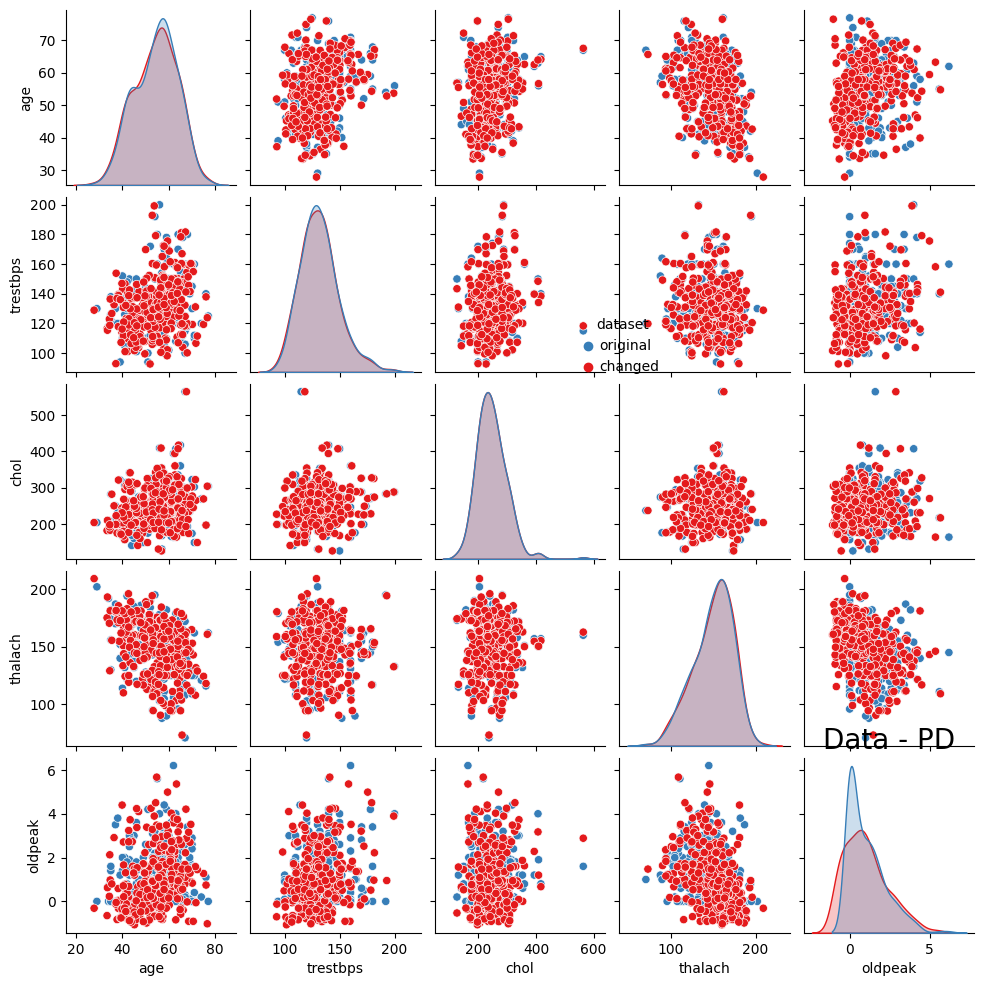 70
60
50
40
30
age
200
180
160
140
120
100
trestbps
dataset
original
changed
500
400
300
200
chol
200
150
100
thalach
Data - PD
6
4
2
0
oldpeak
20 40 60 80
100 150 200
200 400 600
100 200
0 5
age
trestbps
chol
thalach
oldpeak